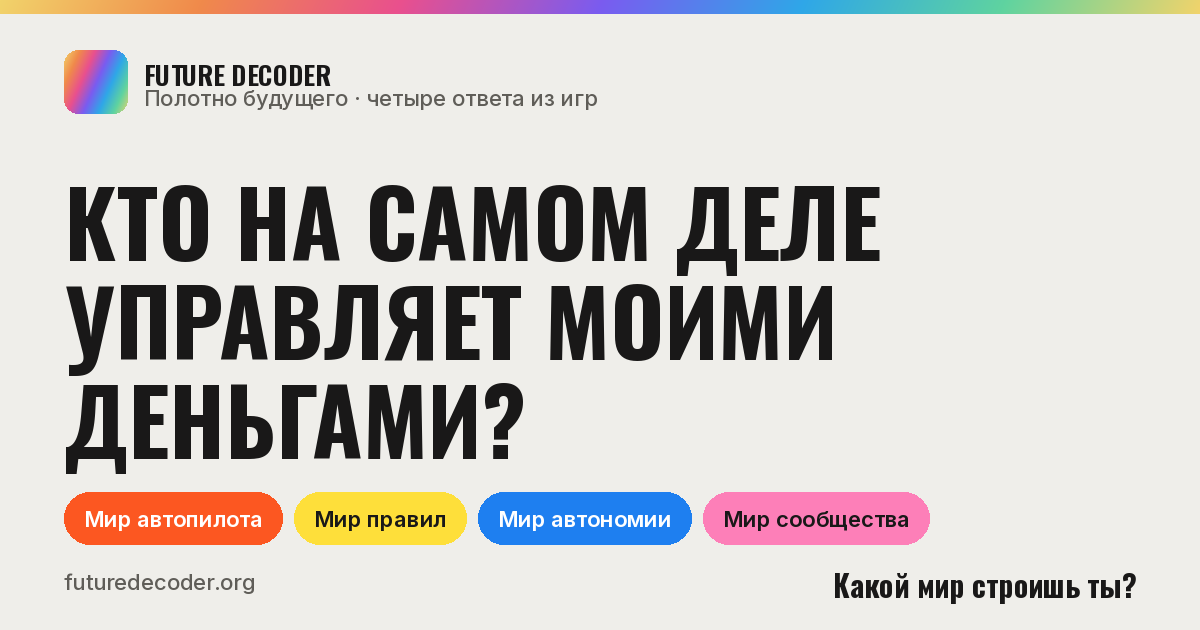 FUTURE DECODER
Полотно будущего · четыре ответа из игр
КТО НА САМОМ ДЕЛЕ
УПРАВЛЯЕТ МОИМИ
ДЕНЬГАМИ?
Мир автопилота
Мир правил
Мир автономии
Мир сообщества
futuredecoder.org
Какой мир строишь ты?